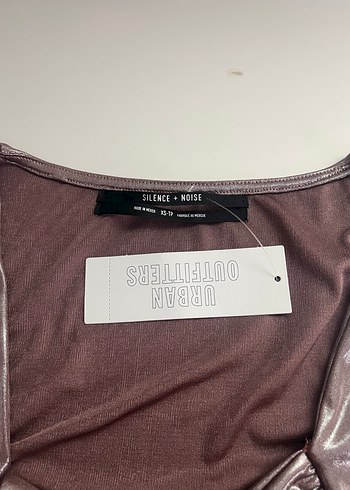 SILENCE + NOISE
MADE IN MEXICO XS-TP FABRIQUÉ AU MEXIQUE
URBAN
OUTFITTERS